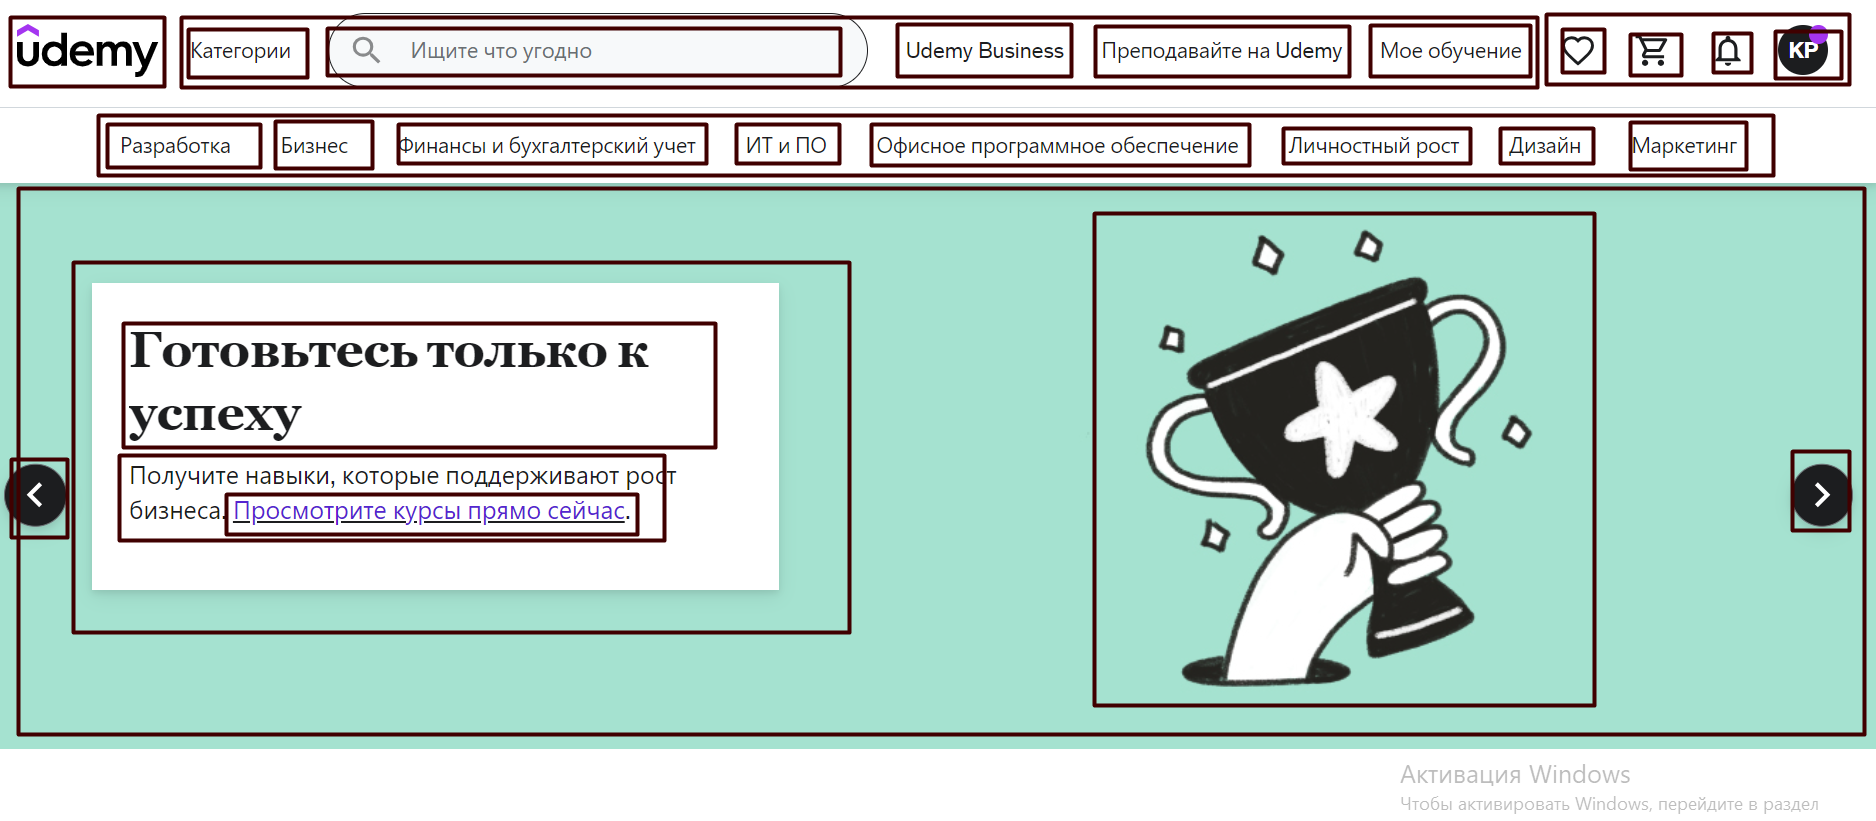 udemy
Категории
Ищите что угодно
Udemy Business
Преподавайте на Udemy
Мое обучение
KP
Разработка
Бизнес
Финансы и бухгалтерский учет
ИТ и ПО
Офисное программное обеспечение
Личностный рост
Дизайн
Маркетинг
Готовьтесь только к
успеху
Получите навыки, которые поддерживают рост
бизнеса. Просмотрите курсы прямо сейчас.
Активация Windows
Чтобы активировать Windows, перейдите в раздел